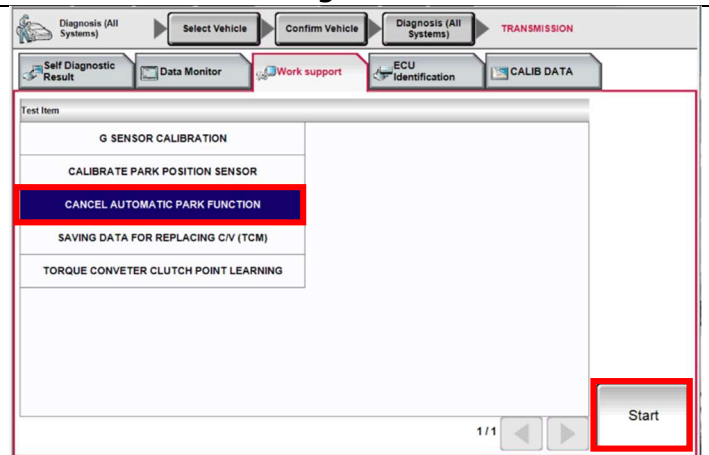 Diagnosis (All
Systems)
Select Vehicle
Confirm Vehicle
Diagnosis (All
Systems)
TRANSMISSION
Self Diagnostic
Result
Data Monitor
Work support
ECU
Identification
CALIB DATA
Test Item
G SENSOR CALIBRATION
CALIBRATE PARK POSITION SENSOR
CANCEL AUTOMATIC PARK FUNCTION
SAVING DATA FOR REPLACING C/V (TCM)
TORQUE CONVETER CLUTCH POINT LEARNING
1/1
Start